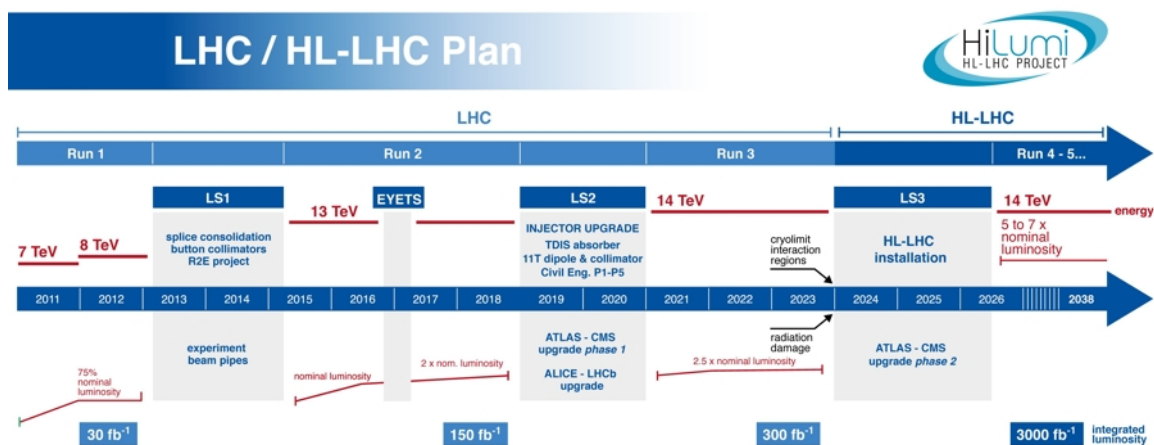 LHC / HL-LHC Plan
HiLumi
HL-LHC PROJECT
LHC
HL-LHC
Run 1
Run 2
Run 3
Run 4 - 5...
LS1
EYETS
LS2
LS3
7 TeV
8 TeV
13 TeV
14 TeV
14 TeV
energy
splice consolidation
button collimators
R2E project
INJECTOR UPGRADE
TDIS absorber
11T dipole & collimator
Civil Eng. P1-P5
cryolimit
interaction
regions
HL-LHC
installation
5 to 7 x
nominal
luminosity
2011
2012
2013
2014
2015
2016
2017
2018
2019
2020
2021
2022
2023
2024
2025
2026
2038
experiment
beam pipes
ATLAS - CMS
upgrade phase 1
ALICE - LHCb
upgrade
radiation
damage
ATLAS - CMS
upgrade phase 2
75%
nominal
luminosity
nominal luminosity
2 x nom. luminosity
2.5 x nominal luminosity
30 fb⁻¹
150 fb⁻¹
300 fb⁻¹
3000 fb⁻¹
integrated
luminosity